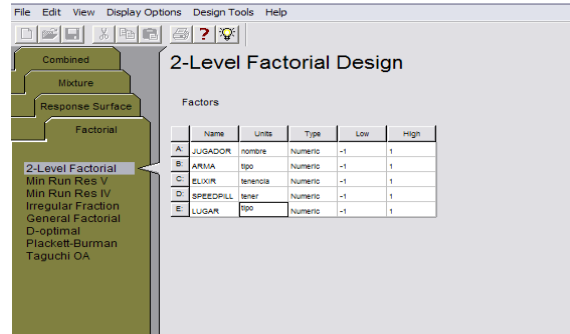 File Edit View Display Options Design Tools Help
Combined
Mixture
Response Surface
Factorial
2-Level Factorial
Min Run Res V
Min Run Res IV
Irregular Fraction
General Factorial
D-optimal
Plackett-Burman
Taguchi OA
2-Level Factorial Design
Factors
Name Units Type Low High
A: JUGADOR nombre Numeric -1 1
B: ARMA tipo Numeric -1 1
C: ELIXIR tenencia Numeric -1 1
D: SPEEDPILL tener Numeric -1 1
E: LUGAR tipo Numeric -1 1